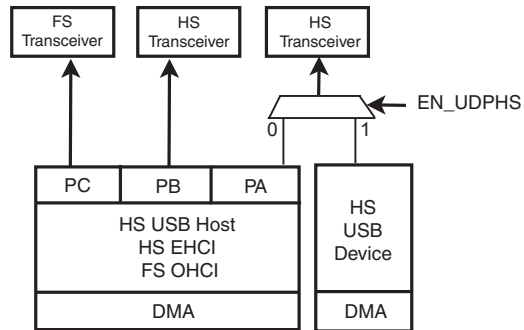 FS
Transceiver
HS
Transceiver
HS
Transceiver
EN_UDPHS
0
1
PC
PB
PA
HS USB Host
HS EHCI
FS OHCI
DMA
HS
USB
Device
DMA